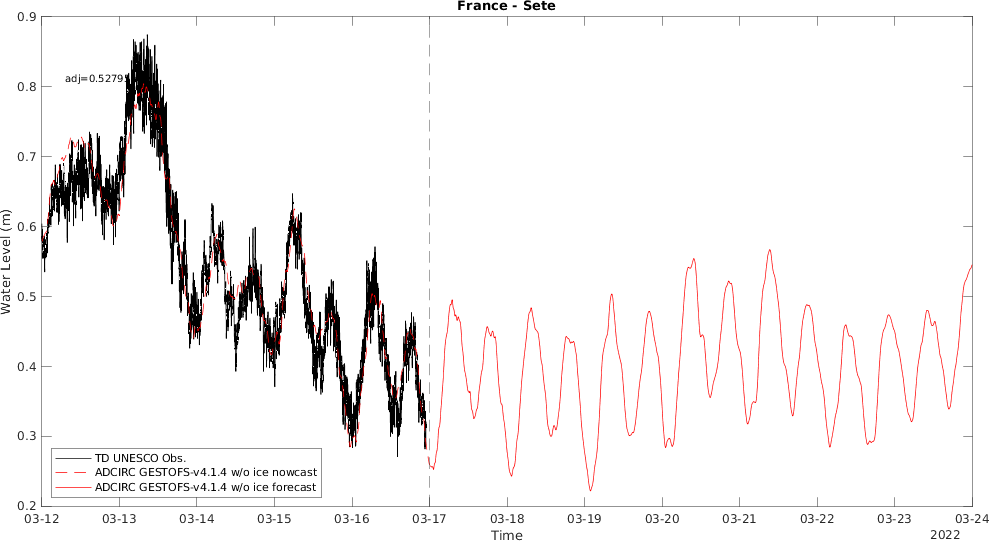 France - Sete
0.9
0.8
0.7
0.6
0.5
0.4
0.3
0.2
Water Level (m)
adj=0.5279
TD UNESCO Obs.
ADCIRC GESTOFS-v4.1.4 w/o ice nowcast
ADCIRC GESTOFS-v4.1.4 w/o ice forecast
03-12 03-13 03-14 03-15 03-16 03-17 03-18 03-19 03-20 03-21 03-22 03-23 03-24
Time
2022